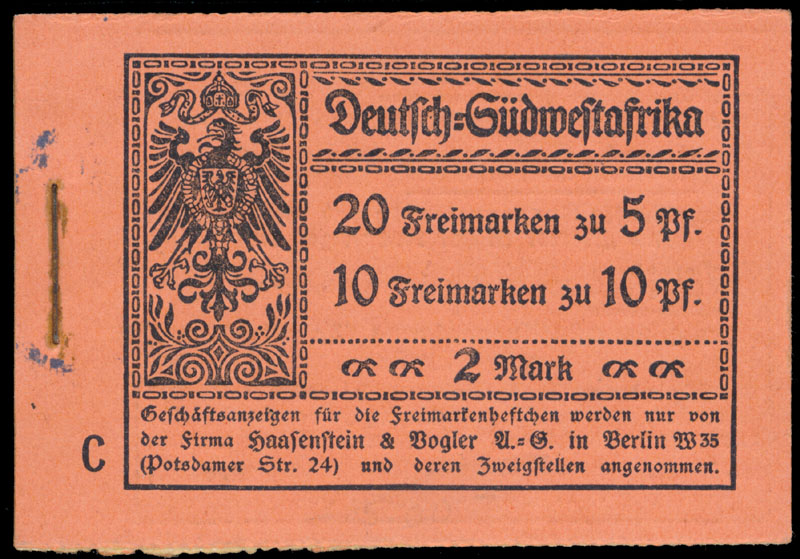 Deutsch=Südwestafrika
20 Freimarken zu 5 Pf.
10 Freimarken zu 10 Pf.
2 Mark
Geschäftsanzeigen für die Freimarkenheftchen werden nur von
der Firma Haasenstein & Vogler A.=G. in Berlin W 35
(Potsdamer Str. 24) und deren Zweigstellen angenommen.
C